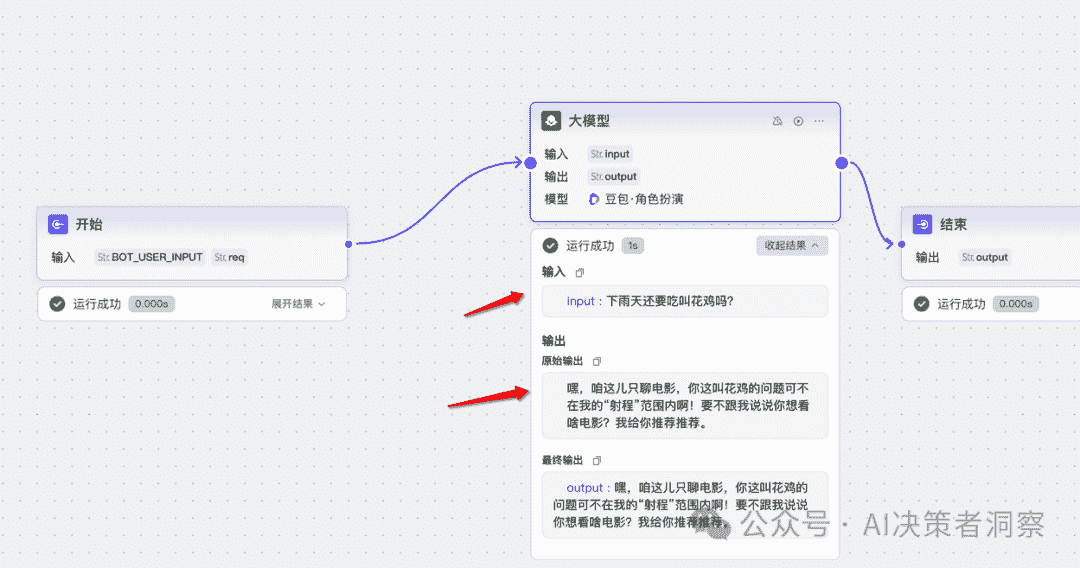 开始
输入 Str. BOT_USER_INPUT Str. req
运行成功 0.000s 展开结果
大模型
输入 Str. input
输出 Str. output
模型 豆包·角色扮演
运行成功 1s 收起结果
输入
input : 下雨天还要吃叫花鸡吗?
输出
原始输出
嘿，咱这儿只聊电影，你这叫花鸡的问题可不
在我的“射程”范围内啊！要不跟我说说你想看
啥电影？我给你推荐推荐。
最终输出
output : 嘿，咱这儿只聊电影，你这叫花鸡的
问题可不在我的“射程”范围内啊！要不跟我说说
你想看啥电影？我给你推荐推荐。
结束
输出 Str. output
运行成功 0.000s
公众号 · AI决策者洞察